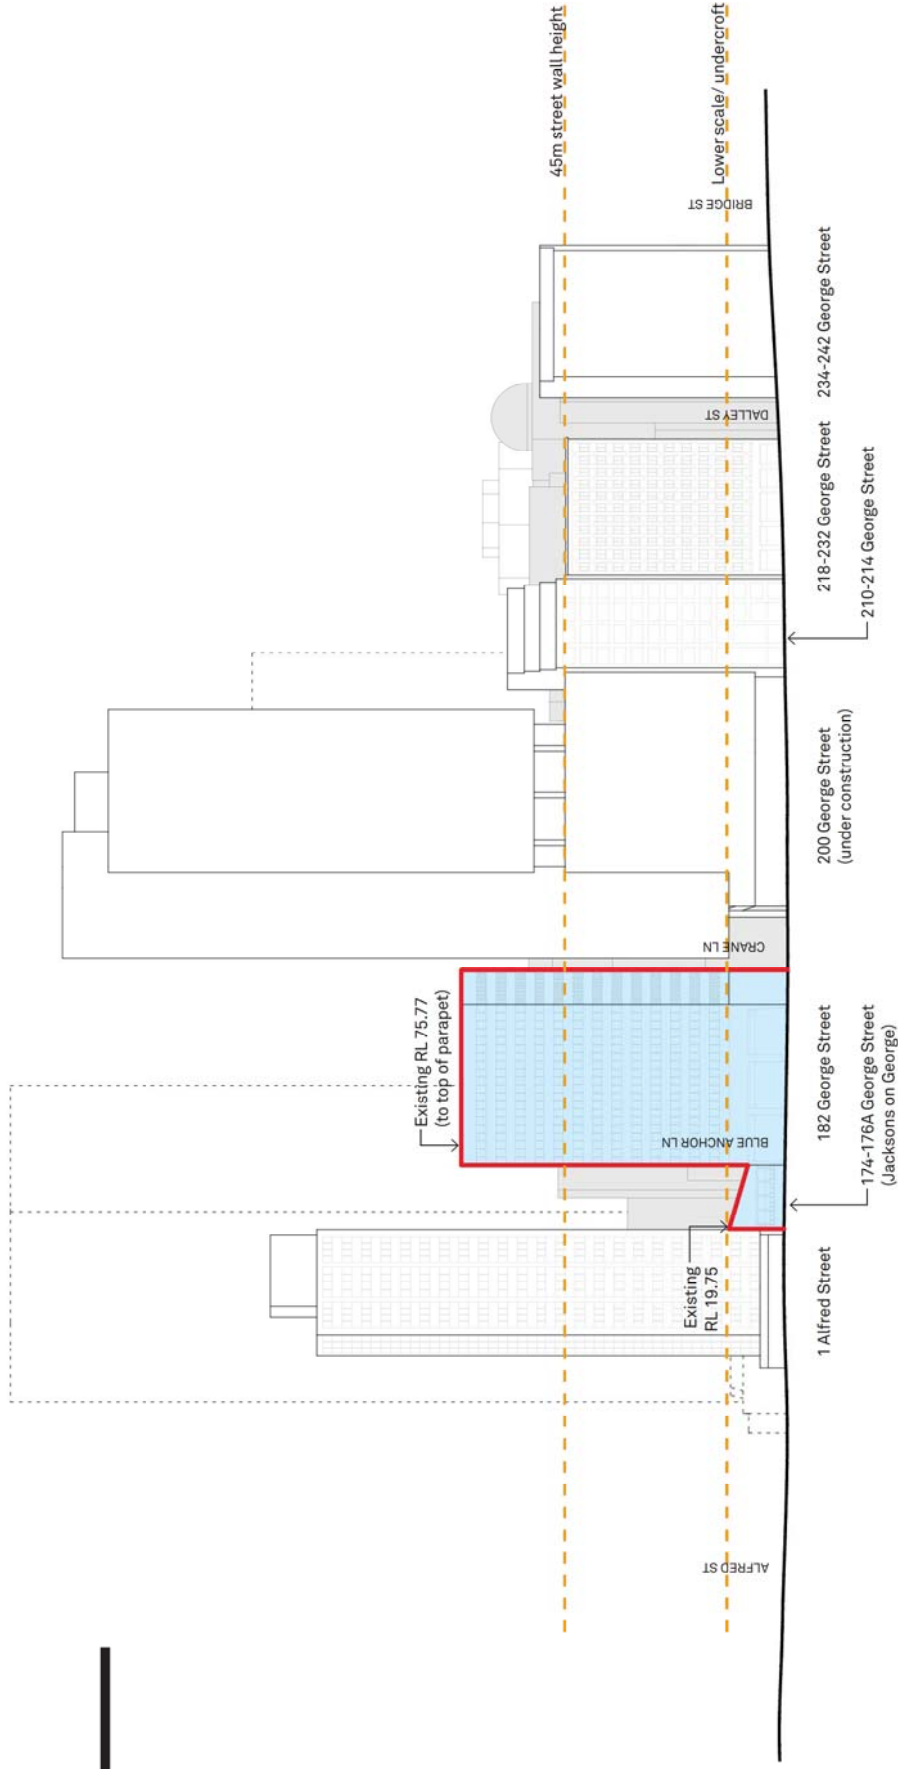 45m street wall height
Lower scale/ undercroft
Existing RL 75.77
(to top of parapet)
Existing
RL 19.75
ALFRED ST
BLUE ANCHOR LN
CRANE LN
DALLEY ST
BRIDGE ST
1 Alfred Street
174-176A George Street
(Jacksons on George)
182 George Street
200 George Street
(under construction)
210-214 George Street
218-232 George Street
234-242 George Street